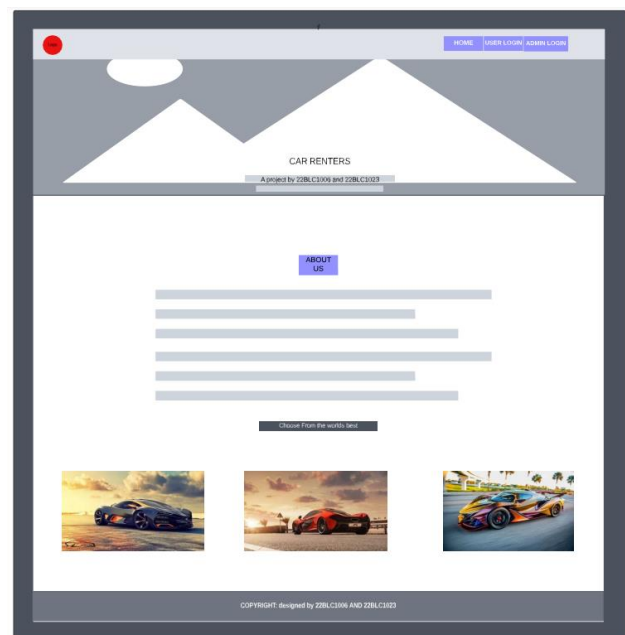 HOME USER LOGIN ADMIN LOGIN
CAR RENTERS
A project by 22BLC1006 and 22BLC1023
ABOUT
US
Choove From the worlds best
COPYRIGHT: designed by 22BLC1006 AND 22BLC1023